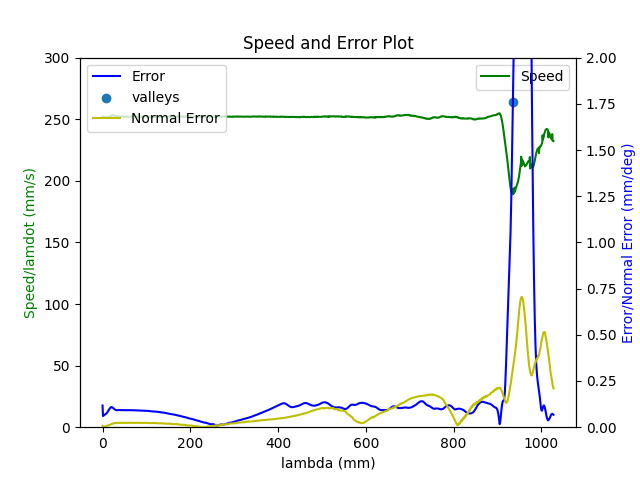 Speed and Error Plot
Error
valleys
Normal Error
Speed
300
250
200
150
100
50
0
Speed/lamdot (mm/s)
2.00
1.75
1.50
1.25
1.00
0.75
0.50
0.25
0.00
Error/Normal Error (mm/deg)
0 200 400 600 800 1000
lambda (mm)